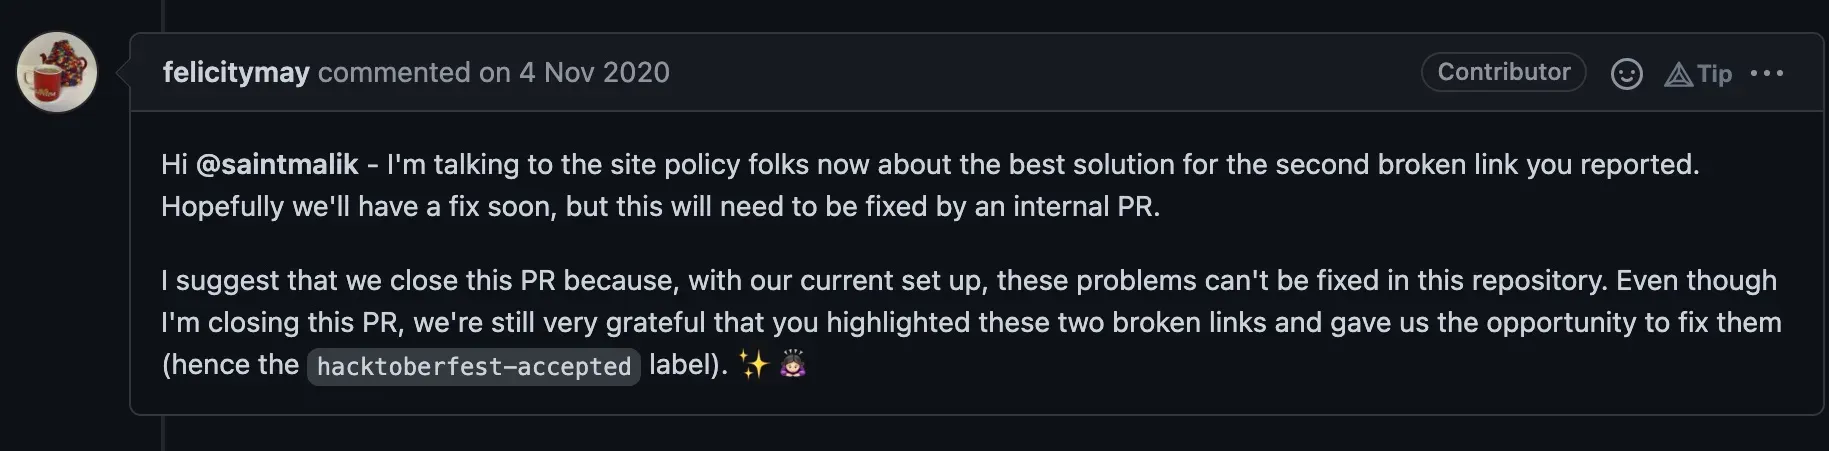 felicitymay commented on 4 Nov 2020 Contributor Tip
Hi @saintmalik - I'm talking to the site policy folks now about the best solution for the second broken link you reported.
Hopefully we'll have a fix soon, but this will need to be fixed by an internal PR.
I suggest that we close this PR because, with our current set up, these problems can't be fixed in this repository. Even though
I'm closing this PR, we're still very grateful that you highlighted these two broken links and gave us the opportunity to fix them
(hence the hacktoberfest-accepted label). ✨ 🙇🏻‍♀️